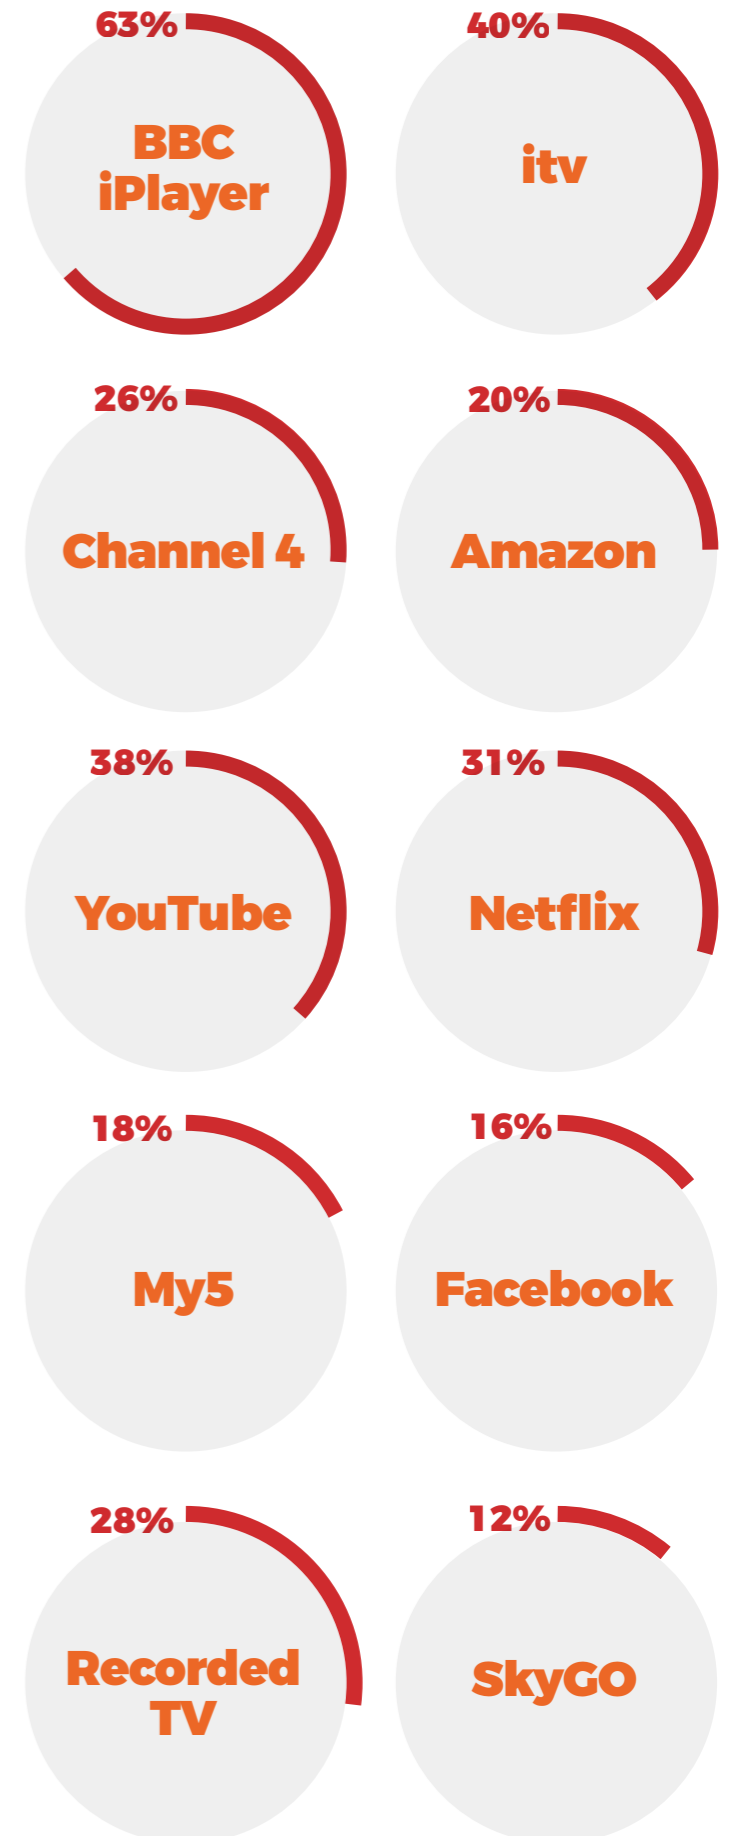 63%
BBC
iPlayer
40%
itv
26%
Channel 4
20%
Amazon
38%
YouTube
31%
Netflix
18%
My5
16%
Facebook
28%
Recorded
TV
12%
SkyGO